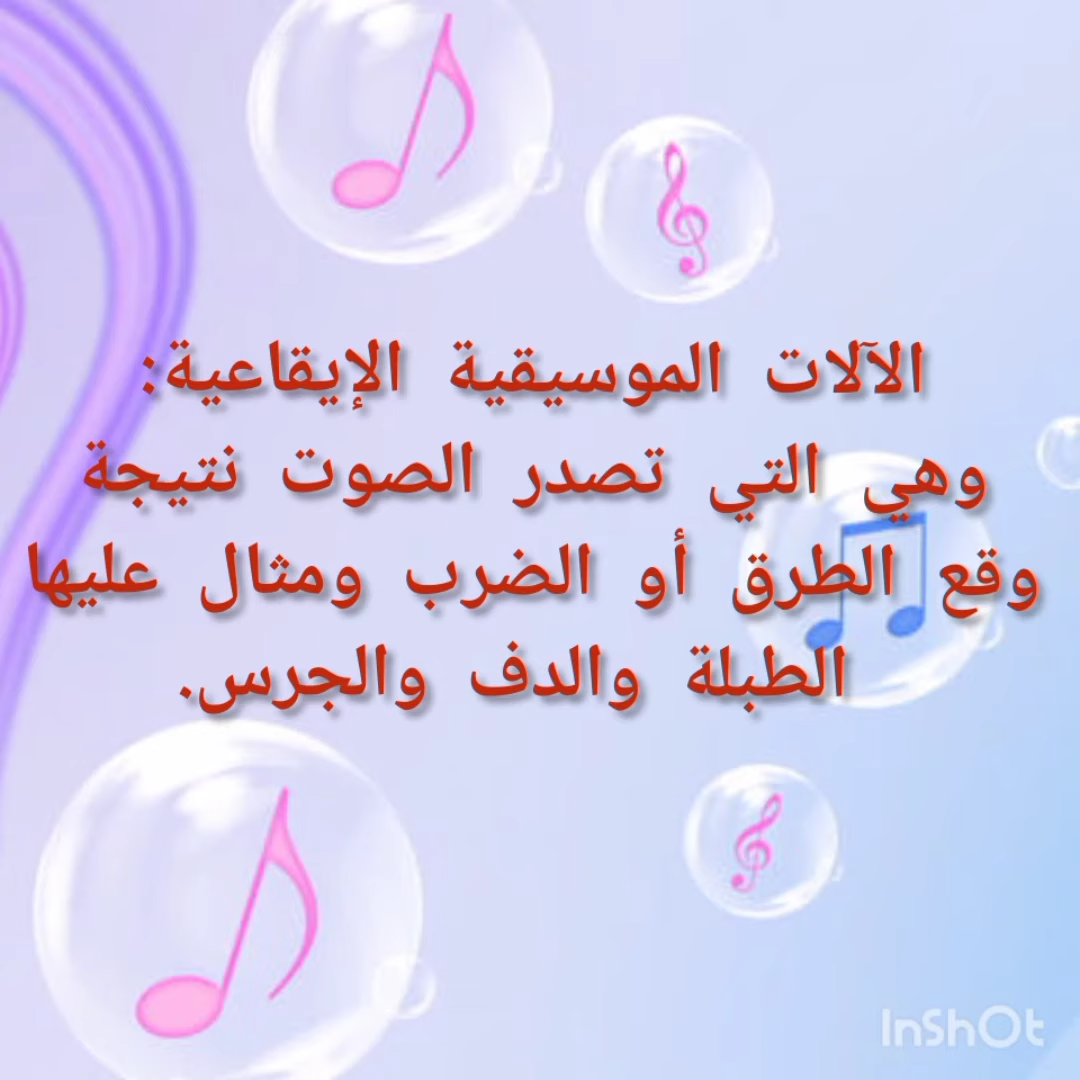 الآلات الموسيقية الإيقاعية:
وهي التي تصدر الصوت نتيجة
وقع الطرق أو الضرب ومثال عليها
الطبلة والدف والجرس.
InShOt